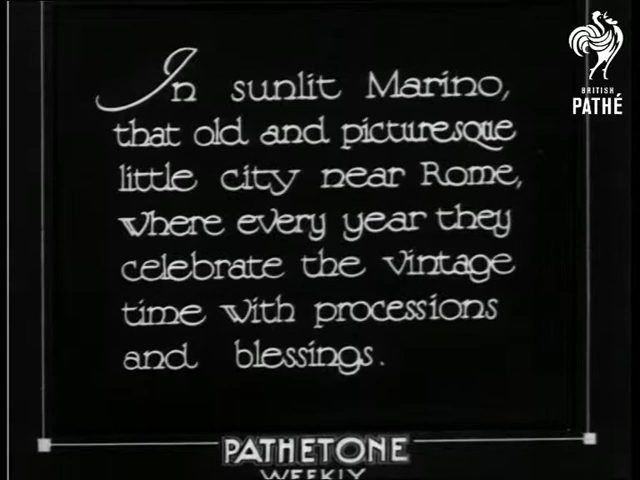 In sunlit Marino,
that old and picturesque
little city near Rome,
where every year they
celebrate the vintage
time with processions
and blessings.
PATHETONE
WEEKLY
BRITISH
PATHÉ